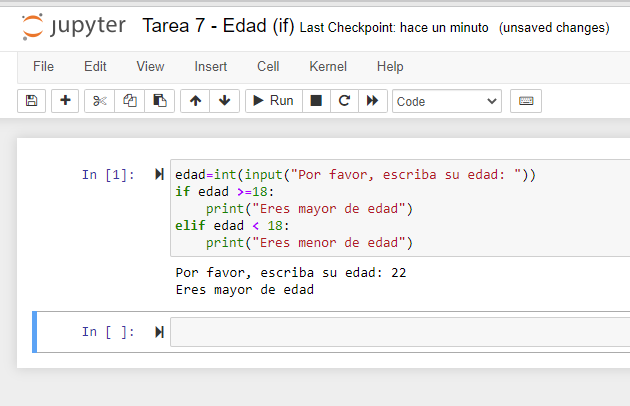 jupyter Tarea 7 - Edad (if) Last Checkpoint: hace un minuto (unsaved changes)
File Edit View Insert Cell Kernel Help
Run Code
In [1]: edad=int(input("Por favor, escriba su edad: "))
if edad >=18:
    print("Eres mayor de edad")
elif edad < 18:
    print("Eres menor de edad")
Por favor, escriba su edad: 22
Eres mayor de edad
In [ ]: